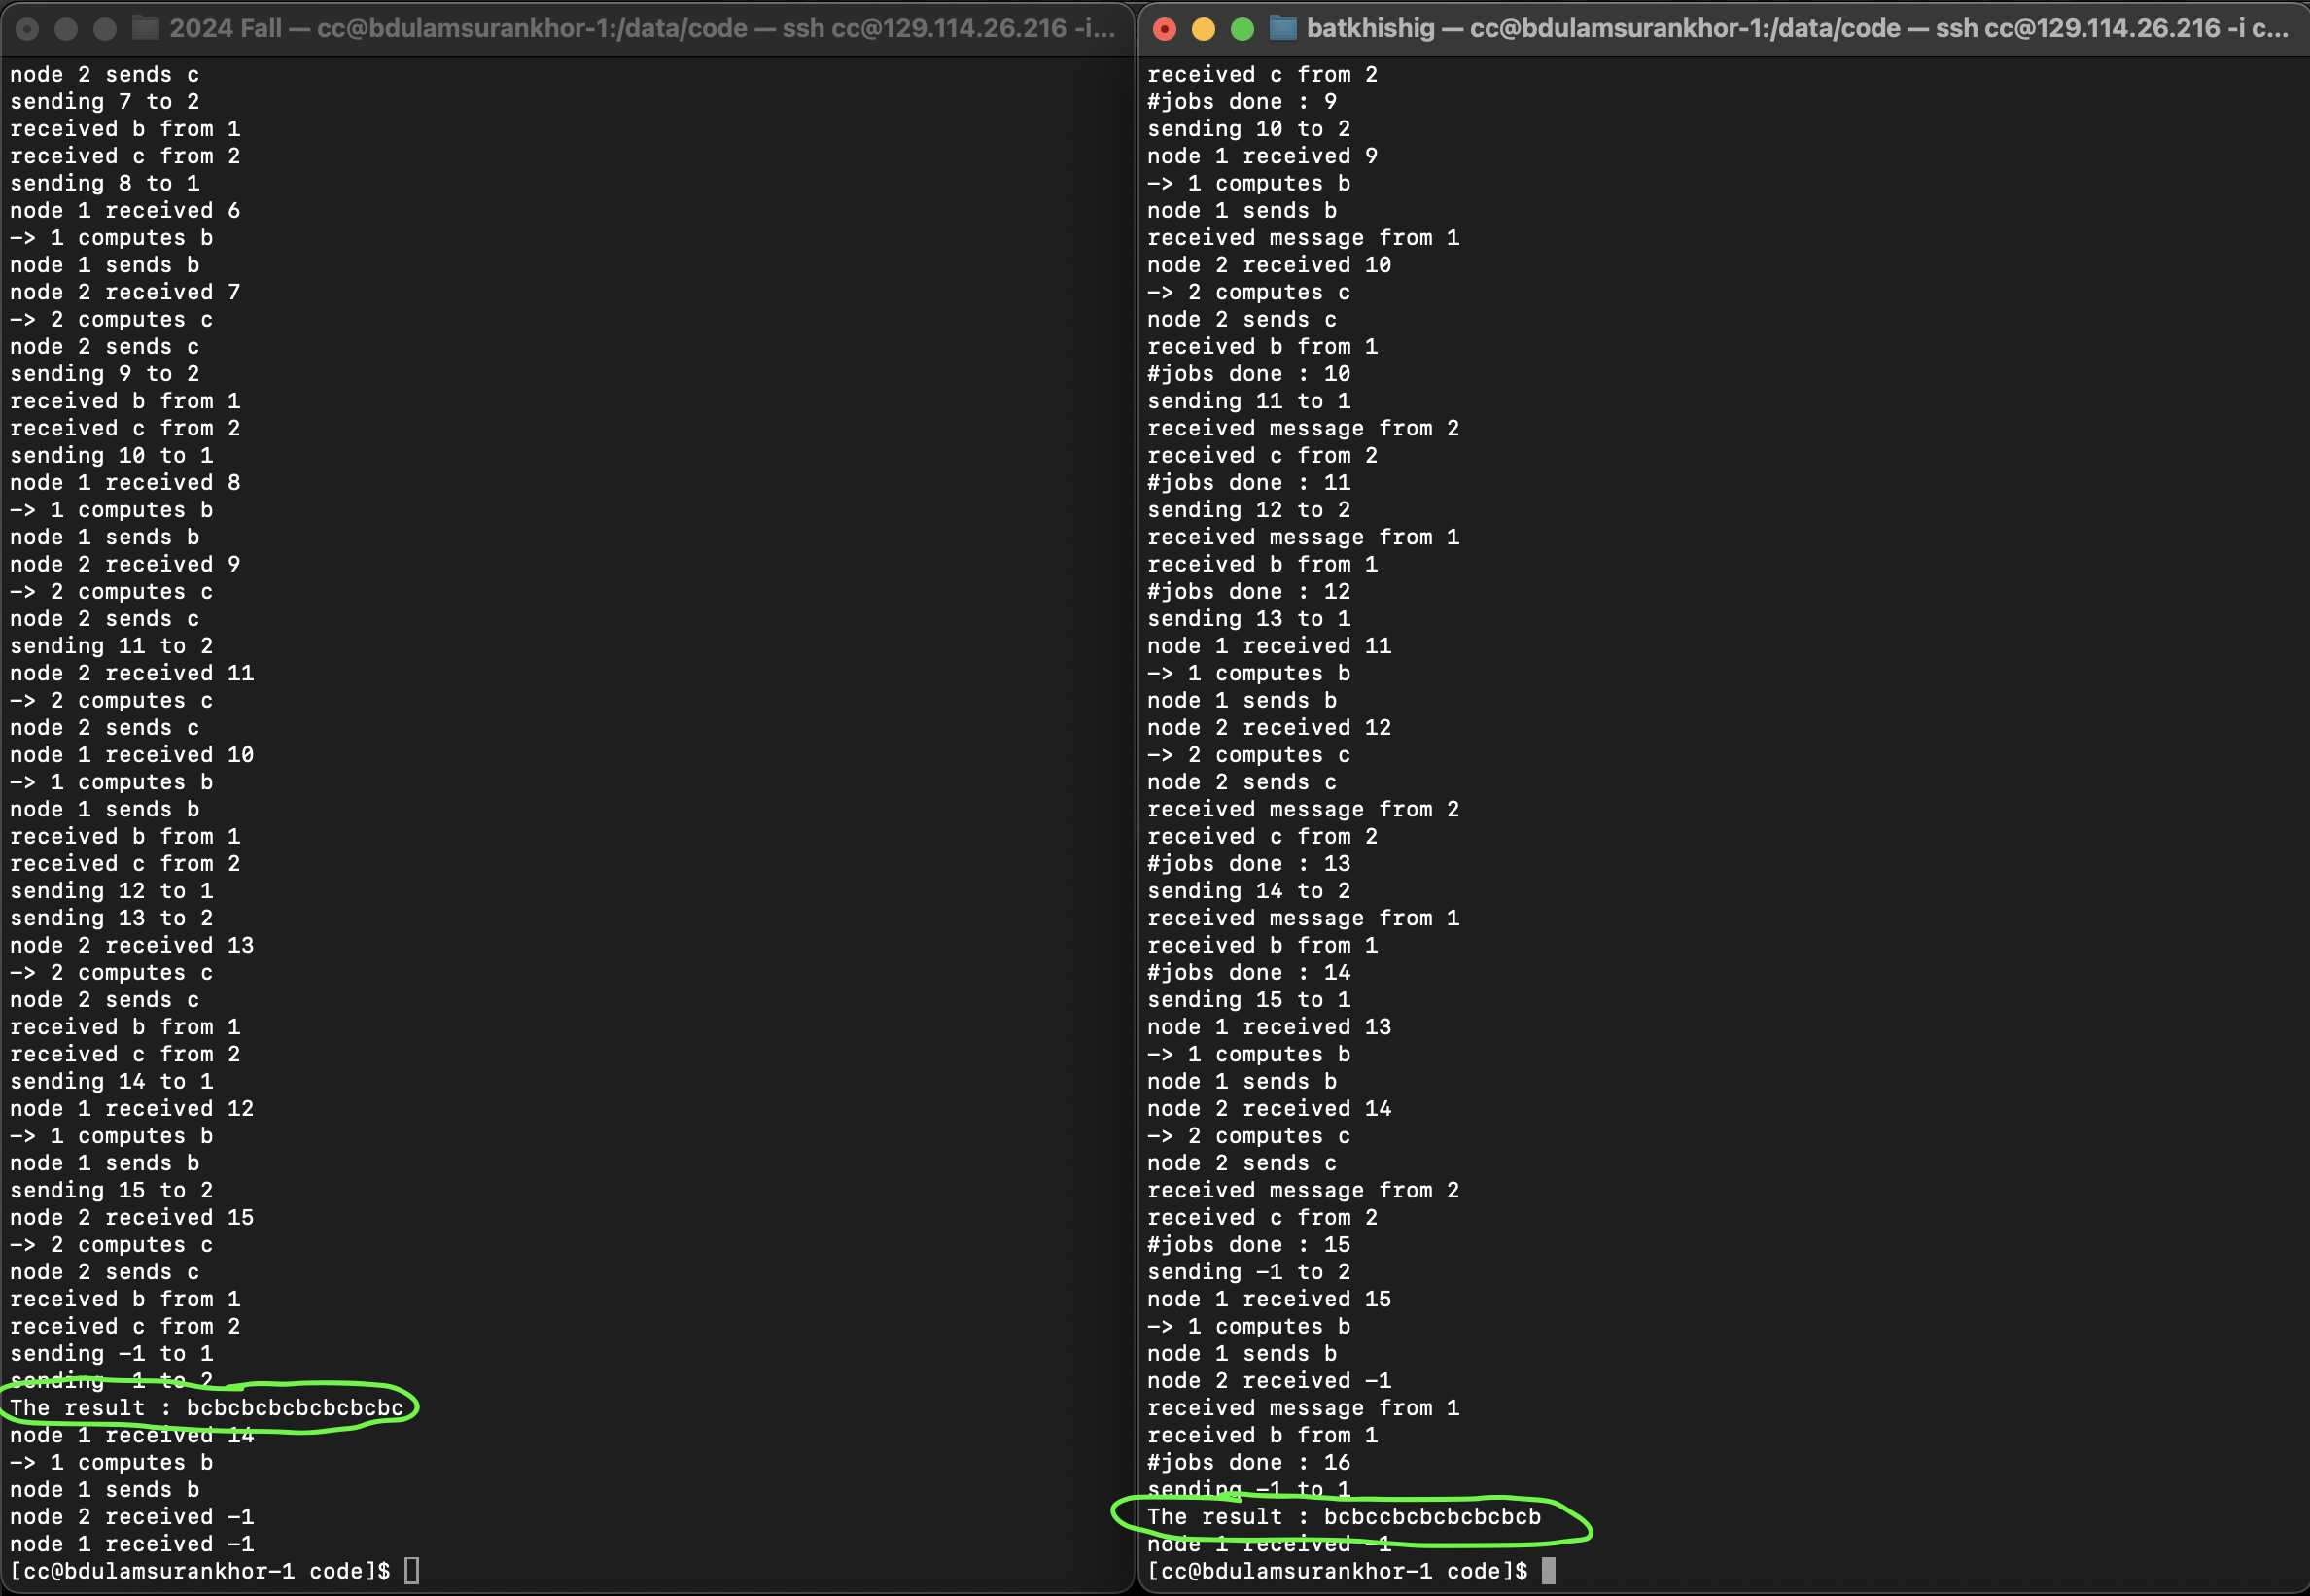 2024 Fall — cc@bdulamsurankhor-1:/data/code — ssh cc@129.114.26.216 -i...
node 2 sends c
sending 7 to 2
received b from 1
received c from 2
sending 8 to 1
node 1 received 6
-> 1 computes b
node 1 sends b
node 2 received 7
-> 2 computes c
node 2 sends c
sending 9 to 2
received b from 1
received c from 2
sending 10 to 1
node 1 received 8
-> 1 computes b
node 1 sends b
node 2 received 9
-> 2 computes c
node 2 sends c
sending 11 to 2
node 2 received 11
-> 2 computes c
node 2 sends c
node 1 received 10
-> 1 computes b
node 1 sends b
received b from 1
received c from 2
sending 12 to 1
sending 13 to 2
node 2 received 13
-> 2 computes c
node 2 sends c
received b from 1
received c from 2
sending 14 to 1
node 1 received 12
-> 1 computes b
node 1 sends b
sending 15 to 2
node 2 received 15
-> 2 computes c
node 2 sends c
received b from 1
received c from 2
sending -1 to 1
sending -1 to 2
The result : bcbcbcbcbcbcbcbc
node 1 received 14
-> 1 computes b
node 1 sends b
node 2 received -1
node 1 received -1
[cc@bdulamsurankhor-1 code]$
batkhishig — cc@bdulamsurankhor-1:/data/code — ssh cc@129.114.26.216 -i c...
received c from 2
#jobs done : 9
sending 10 to 2
node 1 received 9
-> 1 computes b
node 1 sends b
received message from 1
node 2 received 10
-> 2 computes c
node 2 sends c
received b from 1
#jobs done : 10
sending 11 to 1
received message from 2
received c from 2
#jobs done : 11
sending 12 to 2
received message from 1
received b from 1
#jobs done : 12
sending 13 to 1
node 1 received 11
-> 1 computes b
node 1 sends b
node 2 received 12
-> 2 computes c
node 2 sends c
received message from 2
received c from 2
#jobs done : 13
sending 14 to 2
received message from 1
received b from 1
#jobs done : 14
sending 15 to 1
node 1 received 13
-> 1 computes b
node 1 sends b
node 2 received 14
-> 2 computes c
node 2 sends c
received message from 2
received c from 2
#jobs done : 15
sending -1 to 2
node 1 received 15
-> 1 computes b
node 1 sends b
node 2 received -1
received message from 1
received b from 1
#jobs done : 16
sending -1 to 1
The result : bcbccbcbcbcbcbcb
node 1 received -1
[cc@bdulamsurankhor-1 code]$